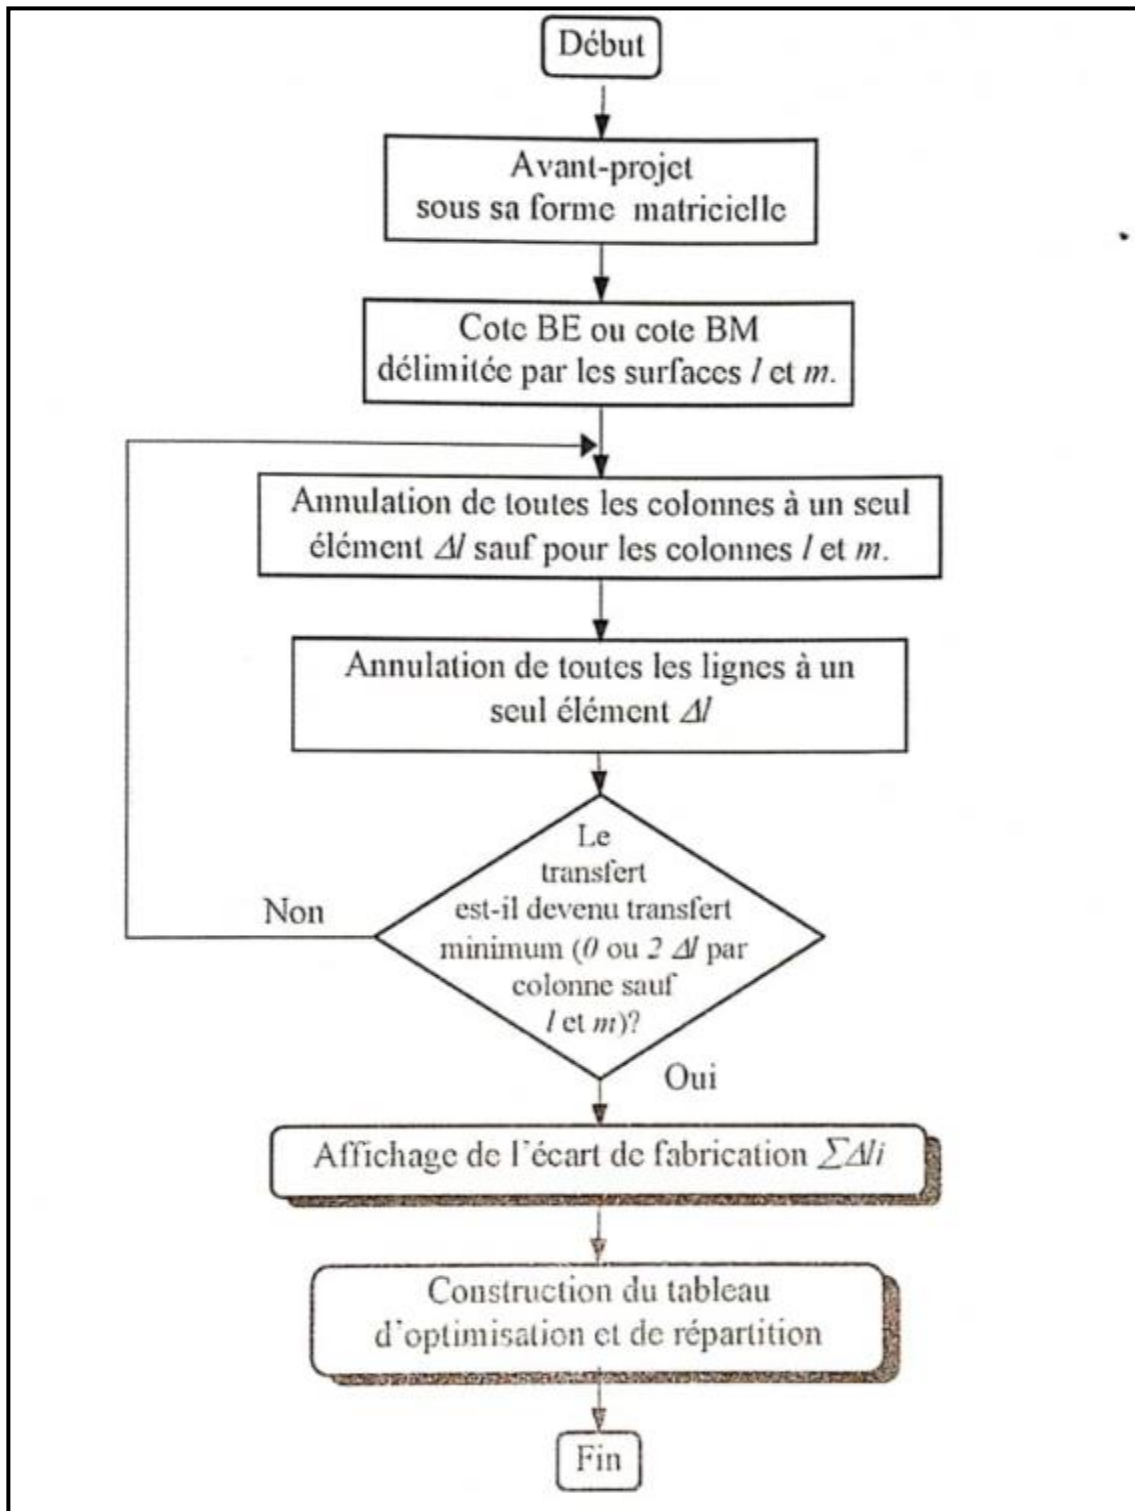 Début
Avant-projet
sous sa forme matricielle
Cote BE ou cote BM
délimitée par les surfaces l et m.
Annulation de toutes les colonnes à un seul
élément Δl sauf pour les colonnes l et m.
Annulation de toutes les lignes à un
seul élément Δl
Le
transfert
est-il devenu transfert
minimum (0 ou 2 Δl par
colonne sauf
l et m)?
Non
Oui
Affichage de l'écart de fabrication ∑Δli
Construction du tableau
d'optimisation et de répartition
Fin